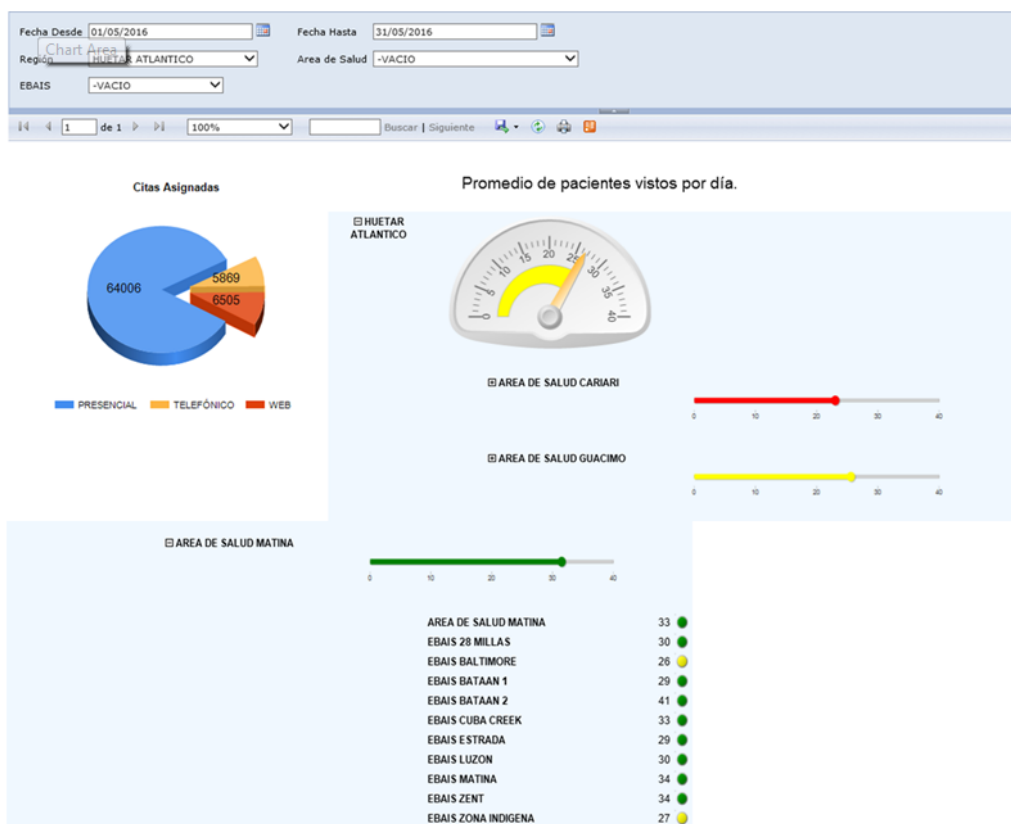 Fecha Desde 01/05/2016 Fecha Hasta 31/05/2016
Chart Area
Región HUETAR ATLANTICO Area de Salud -VACIO
EBAIS -VACIO
1 de 1 100% Buscar | Siguiente
Citas Asignadas
64006
5869
6505
PRESENCIAL TELEFÓNICO WEB
Promedio de pacientes vistos por día.
HUETAR
ATLANTICO
0 5 10 15 20 25 30 35 40
AREA DE SALUD CARIARI
0 10 20 30 40
AREA DE SALUD GUACIMO
0 10 20 30 40
AREA DE SALUD MATINA
0 10 20 30 40
AREA DE SALUD MATINA 33
EBAIS 28 MILLAS 30
EBAIS BALTIMORE 26
EBAIS BATAAN 1 29
EBAIS BATAAN 2 41
EBAIS CUBA CREEK 33
EBAIS ESTRADA 29
EBAIS LUZON 30
EBAIS MATINA 34
EBAIS ZENT 34
EBAIS ZONA INDIGENA 27